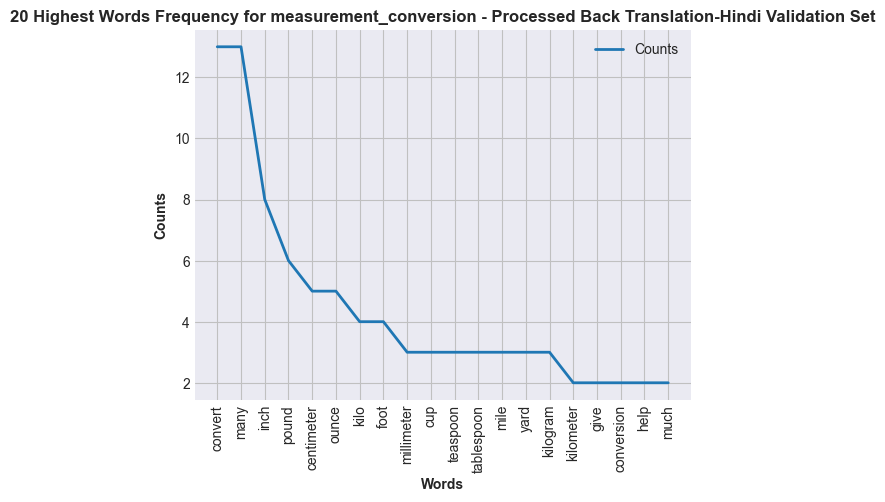 20 Highest Words Frequency for measurement_conversion - Processed Back Translation-Hindi Validation Set
Counts
Counts
12
10
8
6
4
2
convert
many
inch
pound
centimeter
ounce
kilo
foot
millimeter
cup
teaspoon
tablespoon
mile
yard
kilogram
kilometer
give
conversion
help
much
Words